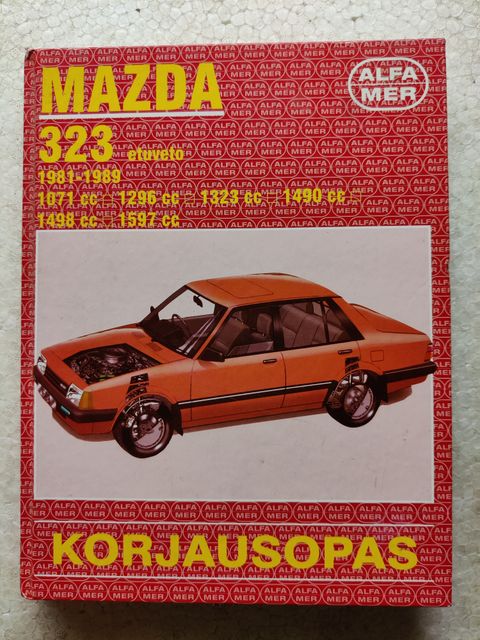 MAZDA
ALFA
MER
323 etuveto
1981-1989
1071 cc - 1296 cc - 1323 cc - 1490 cc -
1498 cc - 1597 cc
KORJAUSOPAS